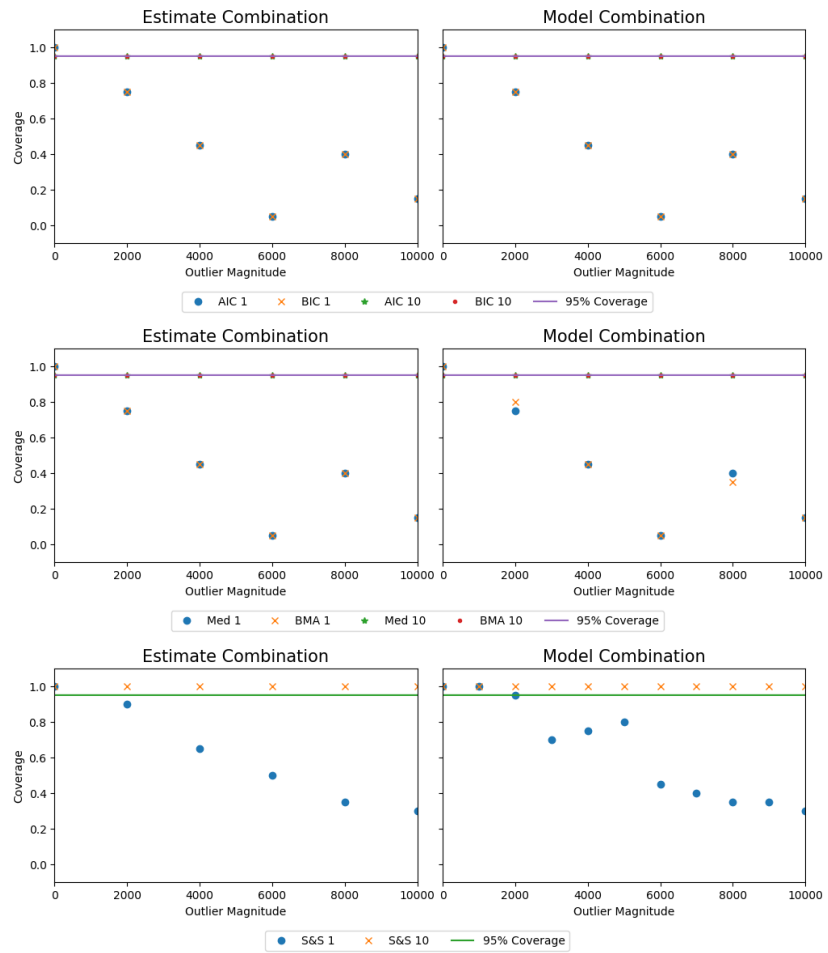 Estimate Combination
Model Combination
1.0
0.8
0.6
0.4
0.2
0.0
Coverage
0 2000 4000 6000 8000 10000
0 2000 4000 6000 8000 10000
Outlier Magnitude
Outlier Magnitude
AIC 1 BIC 1 AIC 10 BIC 10 95% Coverage
Estimate Combination
Model Combination
1.0
0.8
0.6
0.4
0.2
0.0
Coverage
0 2000 4000 6000 8000 10000
0 2000 4000 6000 8000 10000
Outlier Magnitude
Outlier Magnitude
Med 1 BMA 1 Med 10 BMA 10 95% Coverage
Estimate Combination
Model Combination
1.0
0.8
0.6
0.4
0.2
0.0
Coverage
0 2000 4000 6000 8000 10000
0 2000 4000 6000 8000 10000
Outlier Magnitude
Outlier Magnitude
S&S 1 S&S 10 95% Coverage